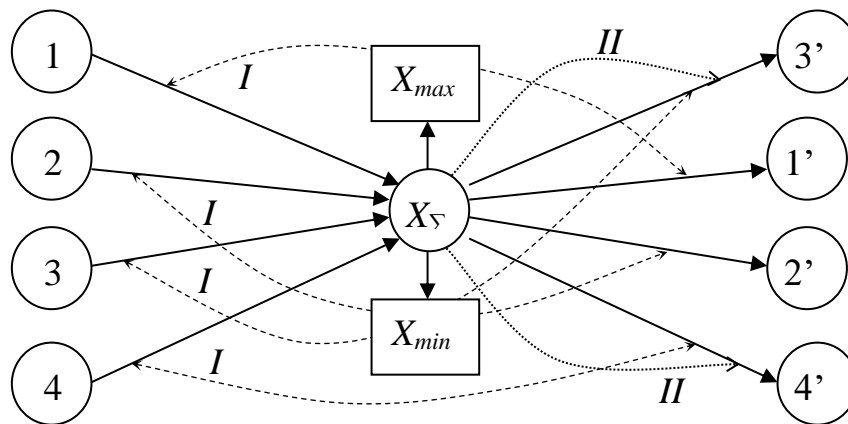 1
II
3’
I
X_max
2
1’
I
X_Σ
3
I
2’
X_min
I
4
II
4’